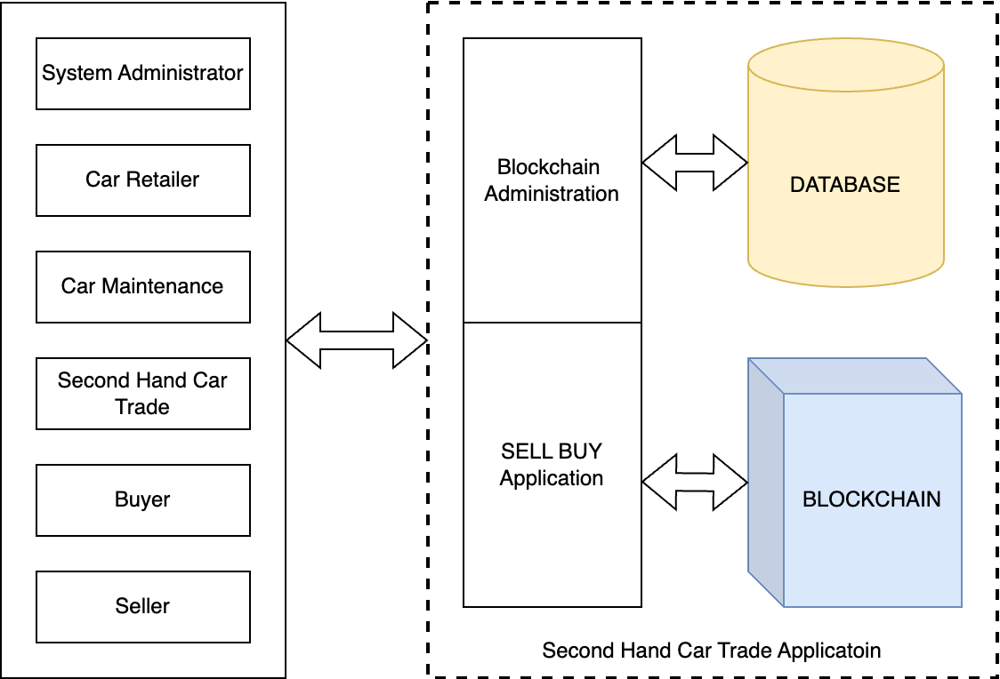 System Administrator
Car Retailer
Car Maintenance
Second Hand Car
Trade
Buyer
Seller
Blockchain
Administration
SELL BUY
Application
DATABASE
BLOCKCHAIN
Second Hand Car Trade Applicatoin